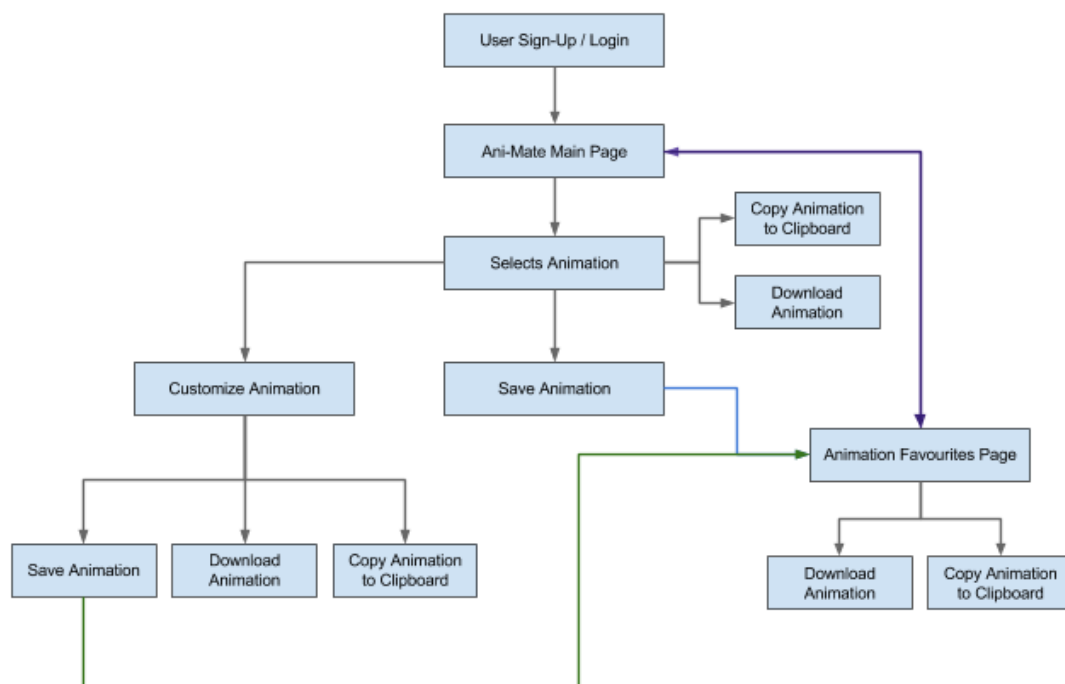 User Sign-Up / Login
Ani-Mate Main Page
Copy Animation
to Clipboard
Selects Animation
Download
Animation
Customize Animation
Save Animation
Animation Favourites Page
Save Animation
Download
Animation
Copy Animation
to Clipboard
Download
Animation
Copy Animation
to Clipboard